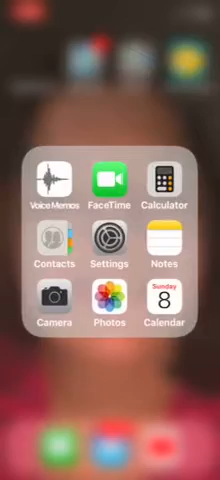 Voice Memos FaceTime Calculator
Contacts Settings Notes
Sunday
8
Camera Photos Calendar